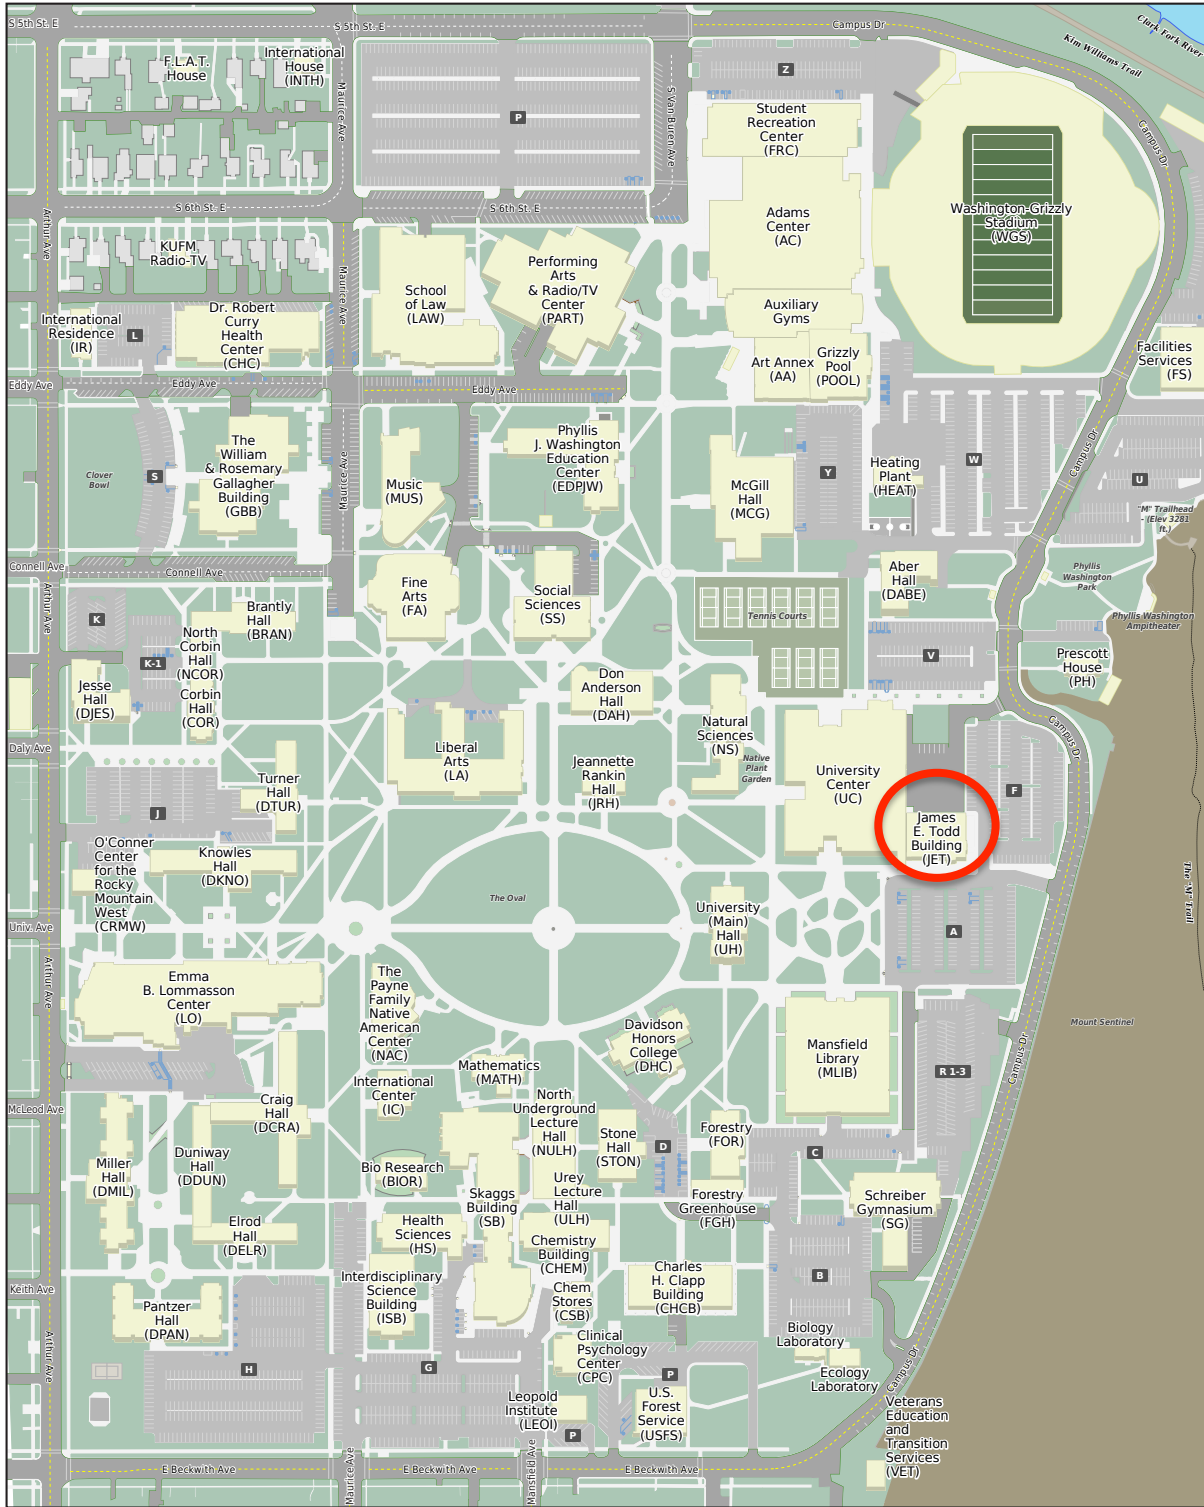 S 5th St. E
S 5th St. E
Campus Dr
Clark Fork River
Kim Williams Trail
F.L.A.T.
House
International
House
(INTH)
Maurice Ave
P
S Van Buren Ave
Z
Student
Recreation
Center
(FRC)
Campus Dr
Adams
Center
(AC)
Washington-Grizzly
Stadium
(WGS)
S 6th St. E
S 6th St. E
Arthur Ave
KUFM
Radio-TV
Maurice Ave
Performing
Arts
& Radio/TV
Center
(PART)
School
of Law
(LAW)
Auxiliary
Gyms
International
Residence
(IR)
L
Dr. Robert
Curry
Health
Center
(CHC)
Art Annex
(AA)
Grizzly
Pool
(POOL)
Facilities
Services
(FS)
Eddy Ave
Eddy Ave
Eddy Ave
Clover
Bowl
S
The
William
& Rosemary
Gallagher
Building
(GBB)
Maurice Ave
Music
(MUS)
Phyllis
J. Washington
Education
Center
(EDPJW)
McGill
Hall
(MCG)
Y
Heating
Plant
(HEAT)
W
Campus Dr
U
"M" Trailhead
- (Elev 3281
ft.)
Connell Ave
Connell Ave
Arthur Ave
Fine
Arts
(FA)
Social
Sciences
(SS)
Tennis Courts
Aber
Hall
(DABE)
Phyllis
Washington
Park
Phyllis Washington
Ampitheater
K
K-1
Brantly
Hall
(BRAN)
North
Corbin
Hall
(NCOR)
Corbin
Hall
(COR)
Jesse
Hall
(DJES)
V
Prescott
House
(PH)
Don
Anderson
Hall
(DAH)
Natural
Sciences
(NS)
Native
Plant
Garden
Campus Dr
Daly Ave
Liberal
Arts
(LA)
Jeannette
Rankin
Hall
(JRH)
University
Center
(UC)
F
Turner
Hall
(DTUR)
J
James
E. Todd
Building
(JET)
O'Conner
Center
for the
Rocky
Mountain
West
(CRMW)
Knowles
Hall
(DKNO)
The Oval
University
(Main)
Hall
(UH)
The "M" Trail
A
Univ. Ave
Arthur Ave
Emma
B. Lommasson
Center
(LO)
The
Payne
Family
Native
American
Center
(NAC)
Davidson
Honors
College
(DHC)
Mansfield
Library
(MLIB)
Mount Sentinel
Campus Dr
R 1-3
Mathematics
(MATH)
International
Center
(IC)
McLeod Ave
Craig
Hall
(DCRA)
North
Underground
Lecture
Hall
(NULH)
Stone
Hall
(STON)
D
Forestry
(FOR)
C
Miller
Hall
(DMIL)
Duniway
Hall
(DDUN)
Bio Research
(BIOR)
Skaggs
Building
(SB)
Urey
Lecture
Hall
(ULH)
Forestry
Greenhouse
(FGH)
Schreiber
Gymnasium
(SG)
Elrod
Hall
(DELR)
Health
Sciences
(HS)
Chemistry
Building
(CHEM)
Keith Ave
Interdisciplinary
Science
Building
(ISB)
Chem
Stores
(CSB)
Charles
H. Clapp
Building
(CHCB)
B
Pantzer
Hall
(DPAN)
Biology
Laboratory
Clinical
Psychology
Center
(CPC)
Arthur Ave
H
G
P
Ecology
Laboratory
Campus Dr
Leopold
Institute
(LEOI)
U.S.
Forest
Service
(USFS)
P
Veterans
Education
and
Transition
Services
(VET)
E Beckwith Ave
Maurice Ave
E Beckwith Ave
Mansfield Ave
E Beckwith Ave